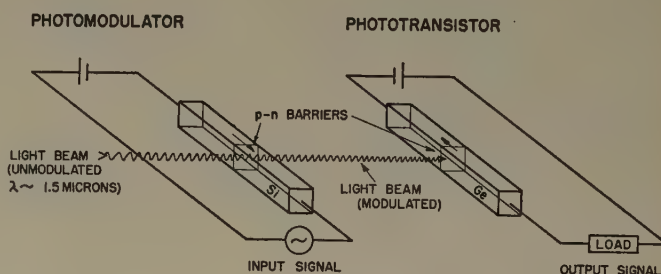 PHOTOMODULATOR
PHOTOTRANSISTOR
p-n BARRIERS
LIGHT BEAM
(UNMODULATED
λ~ 1.5 MICRONS)
Si
LIGHT BEAM
(MODULATED)
Ge
INPUT SIGNAL
LOAD
OUTPUT SIGNAL